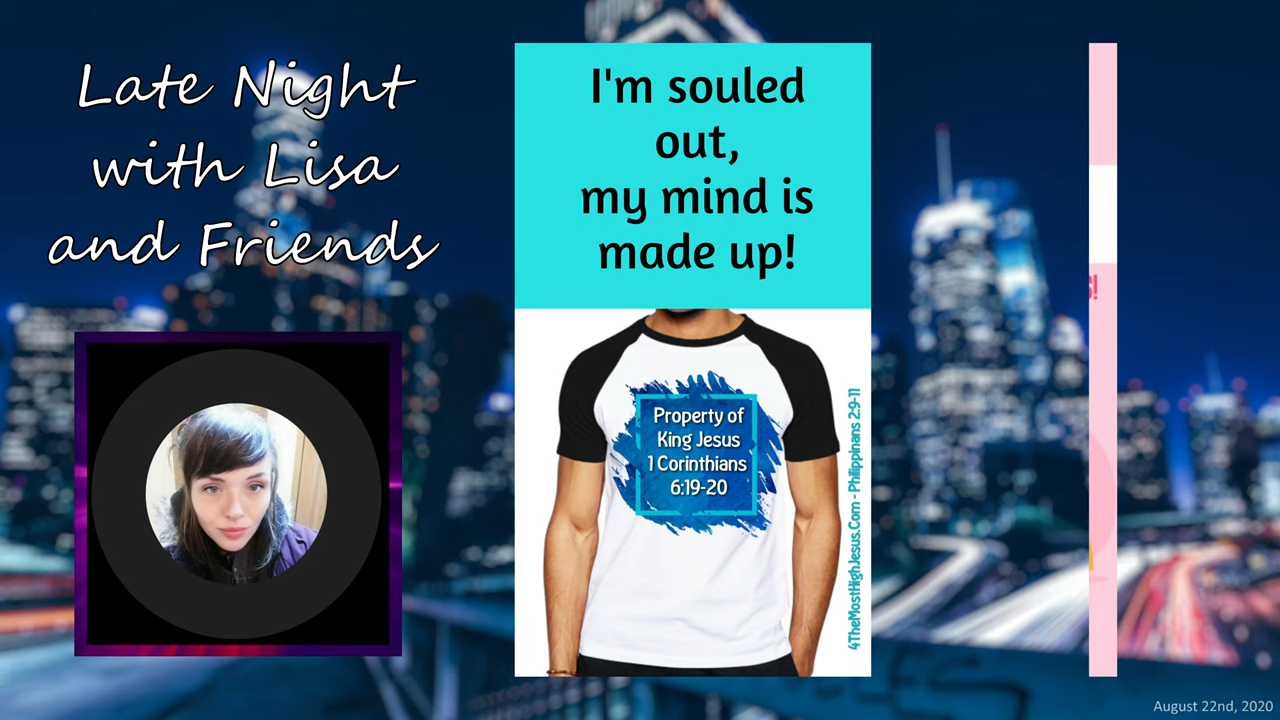 Late Night
with Lisa
and Friends
I'm souled
out,
my mind is
made up!
Property of
King Jesus
1 Corinthians
6:19-20
4TheMostHighJesus.Com - Philippinans 2:9-11
August 22nd, 2020